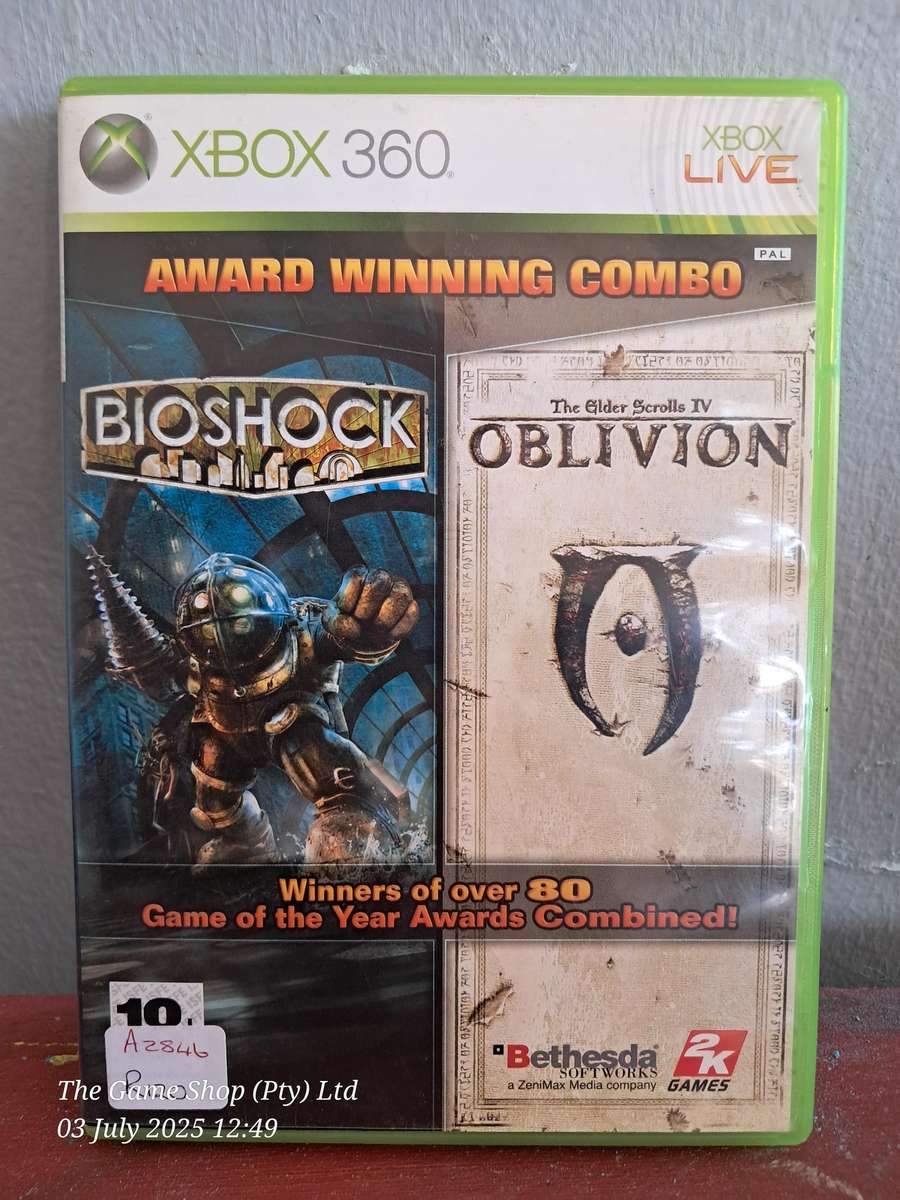 XBOX 360
XBOX
LIVE
PAL
AWARD WINNING COMBO
BIOSHOCK
The Elder Scrolls IV
OBLIVION
Winners of over 80
Game of the Year Awards Combined!
A2846
Bethesda
SOFTWORKS
a ZeniMax Media company
2K
GAMES
The Game Shop (Pty) Ltd
03 July 2025 12:49